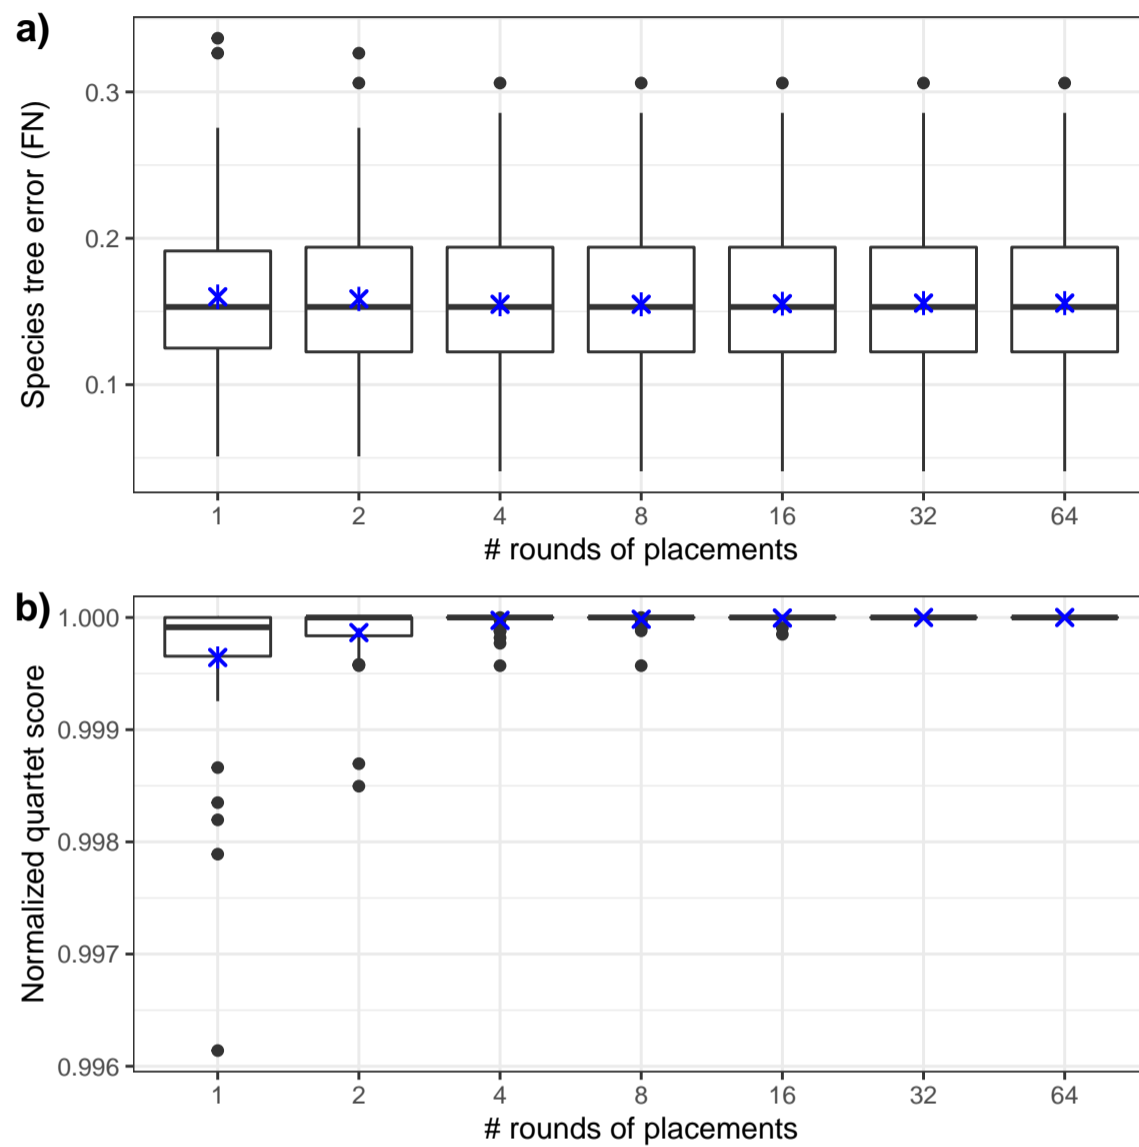 a)
Species tree error (FN)
0.3
0.2
0.1
1 2 4 8 16 32 64
# rounds of placements
b)
Normalized quartet score
1.000
0.999
0.998
0.997
0.996
1 2 4 8 16 32 64
# rounds of placements